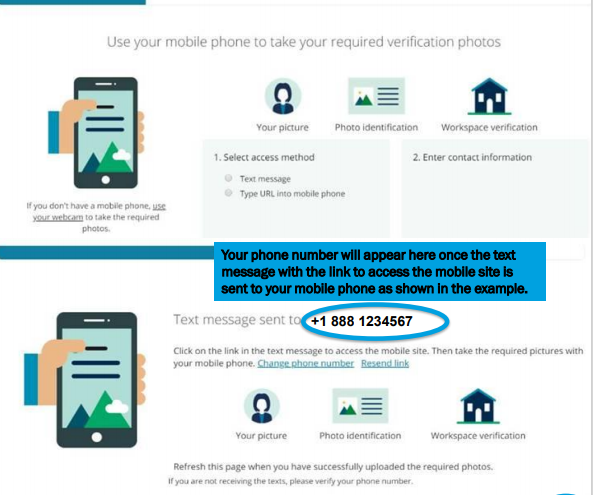 Use your mobile phone to take your required verification photos
Your picture
Photo identification
Workspace verification
If you don't have a mobile phone, use
your webcam to take the required
photos.
1. Select access method
Text message
Type URL into mobile phone
2. Enter contact information
Your phone number will appear here once the text
message with the link to access the mobile site is
sent to your mobile phone as shown in the example.
Text message sent to +1 888 1234567
Click on the link in the text message to access the mobile site. Then take the required pictures with
your mobile phone. Change phone number Resend link
Your picture
Photo identification
Workspace verification
Refresh this page when you have successfully uploaded the required photos.
If you are not receiving the texts, please verify your phone number.